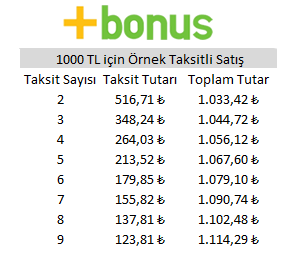 +bonus
1000 TL için Örnek Taksitli Satış
Taksit Sayısı Taksit Tutarı Toplam Tutar
2 516,71 ₺ 1.033,42 ₺
3 348,24 ₺ 1.044,72 ₺
4 264,03 ₺ 1.056,12 ₺
5 213,52 ₺ 1.067,60 ₺
6 179,85 ₺ 1.079,10 ₺
7 155,82 ₺ 1.090,74 ₺
8 137,81 ₺ 1.102,48 ₺
9 123,81 ₺ 1.114,29 ₺